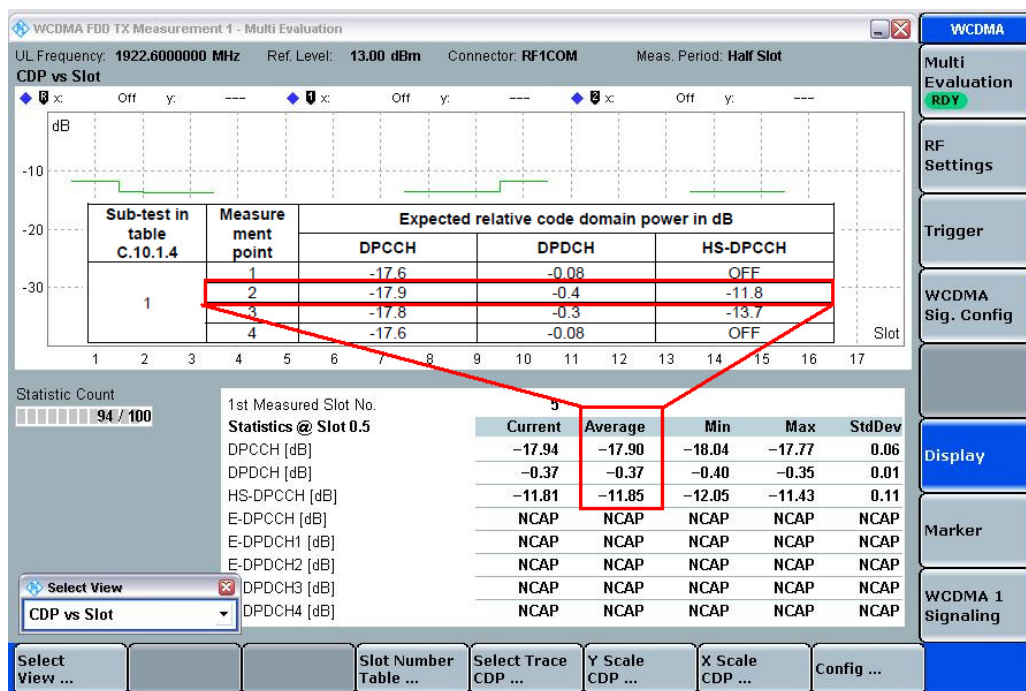 WCDMA FDD TX Measurement 1 - Multi Evaluation
WCDMA
UL Frequency: 1922.6000000 MHz Ref. Level: 13.00 dBm Connector: RF1COM Meas. Period: Half Slot
CDP vs Slot
R x: Off y: --- 1 x: Off y: --- 2 x: Off y: ---
Multi
Evaluation
RDY
dB
-10
-20
-30
Sub-test in
table
C.10.1.4
Measure
ment
point
Expected relative code domain power in dB
DPCCH DPDCH HS-DPCCH
1
1 -17.6 -0.08 OFF
2 -17.9 -0.4 -11.8
3 -17.8 -0.3 -13.7
4 -17.6 -0.08 OFF
Slot
1 2 3 4 5 6 7 8 9 10 11 12 13 14 15 16 17
RF
Settings
Trigger
WCDMA
Sig. Config
Statistic Count
94 / 100
1st Measured Slot No. 5
Statistics @ Slot 0.5 Current Average Min Max StdDev
DPCCH [dB] -17.94 -17.90 -18.04 -17.77 0.06
DPDCH [dB] -0.37 -0.37 -0.40 -0.35 0.01
HS-DPCCH [dB] -11.81 -11.85 -12.05 -11.43 0.11
E-DPCCH [dB] NCAP NCAP NCAP NCAP NCAP
E-DPDCH1 [dB] NCAP NCAP NCAP NCAP NCAP
E-DPDCH2 [dB] NCAP NCAP NCAP NCAP NCAP
DPDCH3 [dB] NCAP NCAP NCAP NCAP NCAP
DPDCH4 [dB] NCAP NCAP NCAP NCAP NCAP
Display
Marker
WCDMA 1
Signaling
Select View
CDP vs Slot
Select
View ...
Slot Number
Table ...
Select Trace
CDP ...
Y Scale
CDP ...
X Scale
CDP ...
Config ...